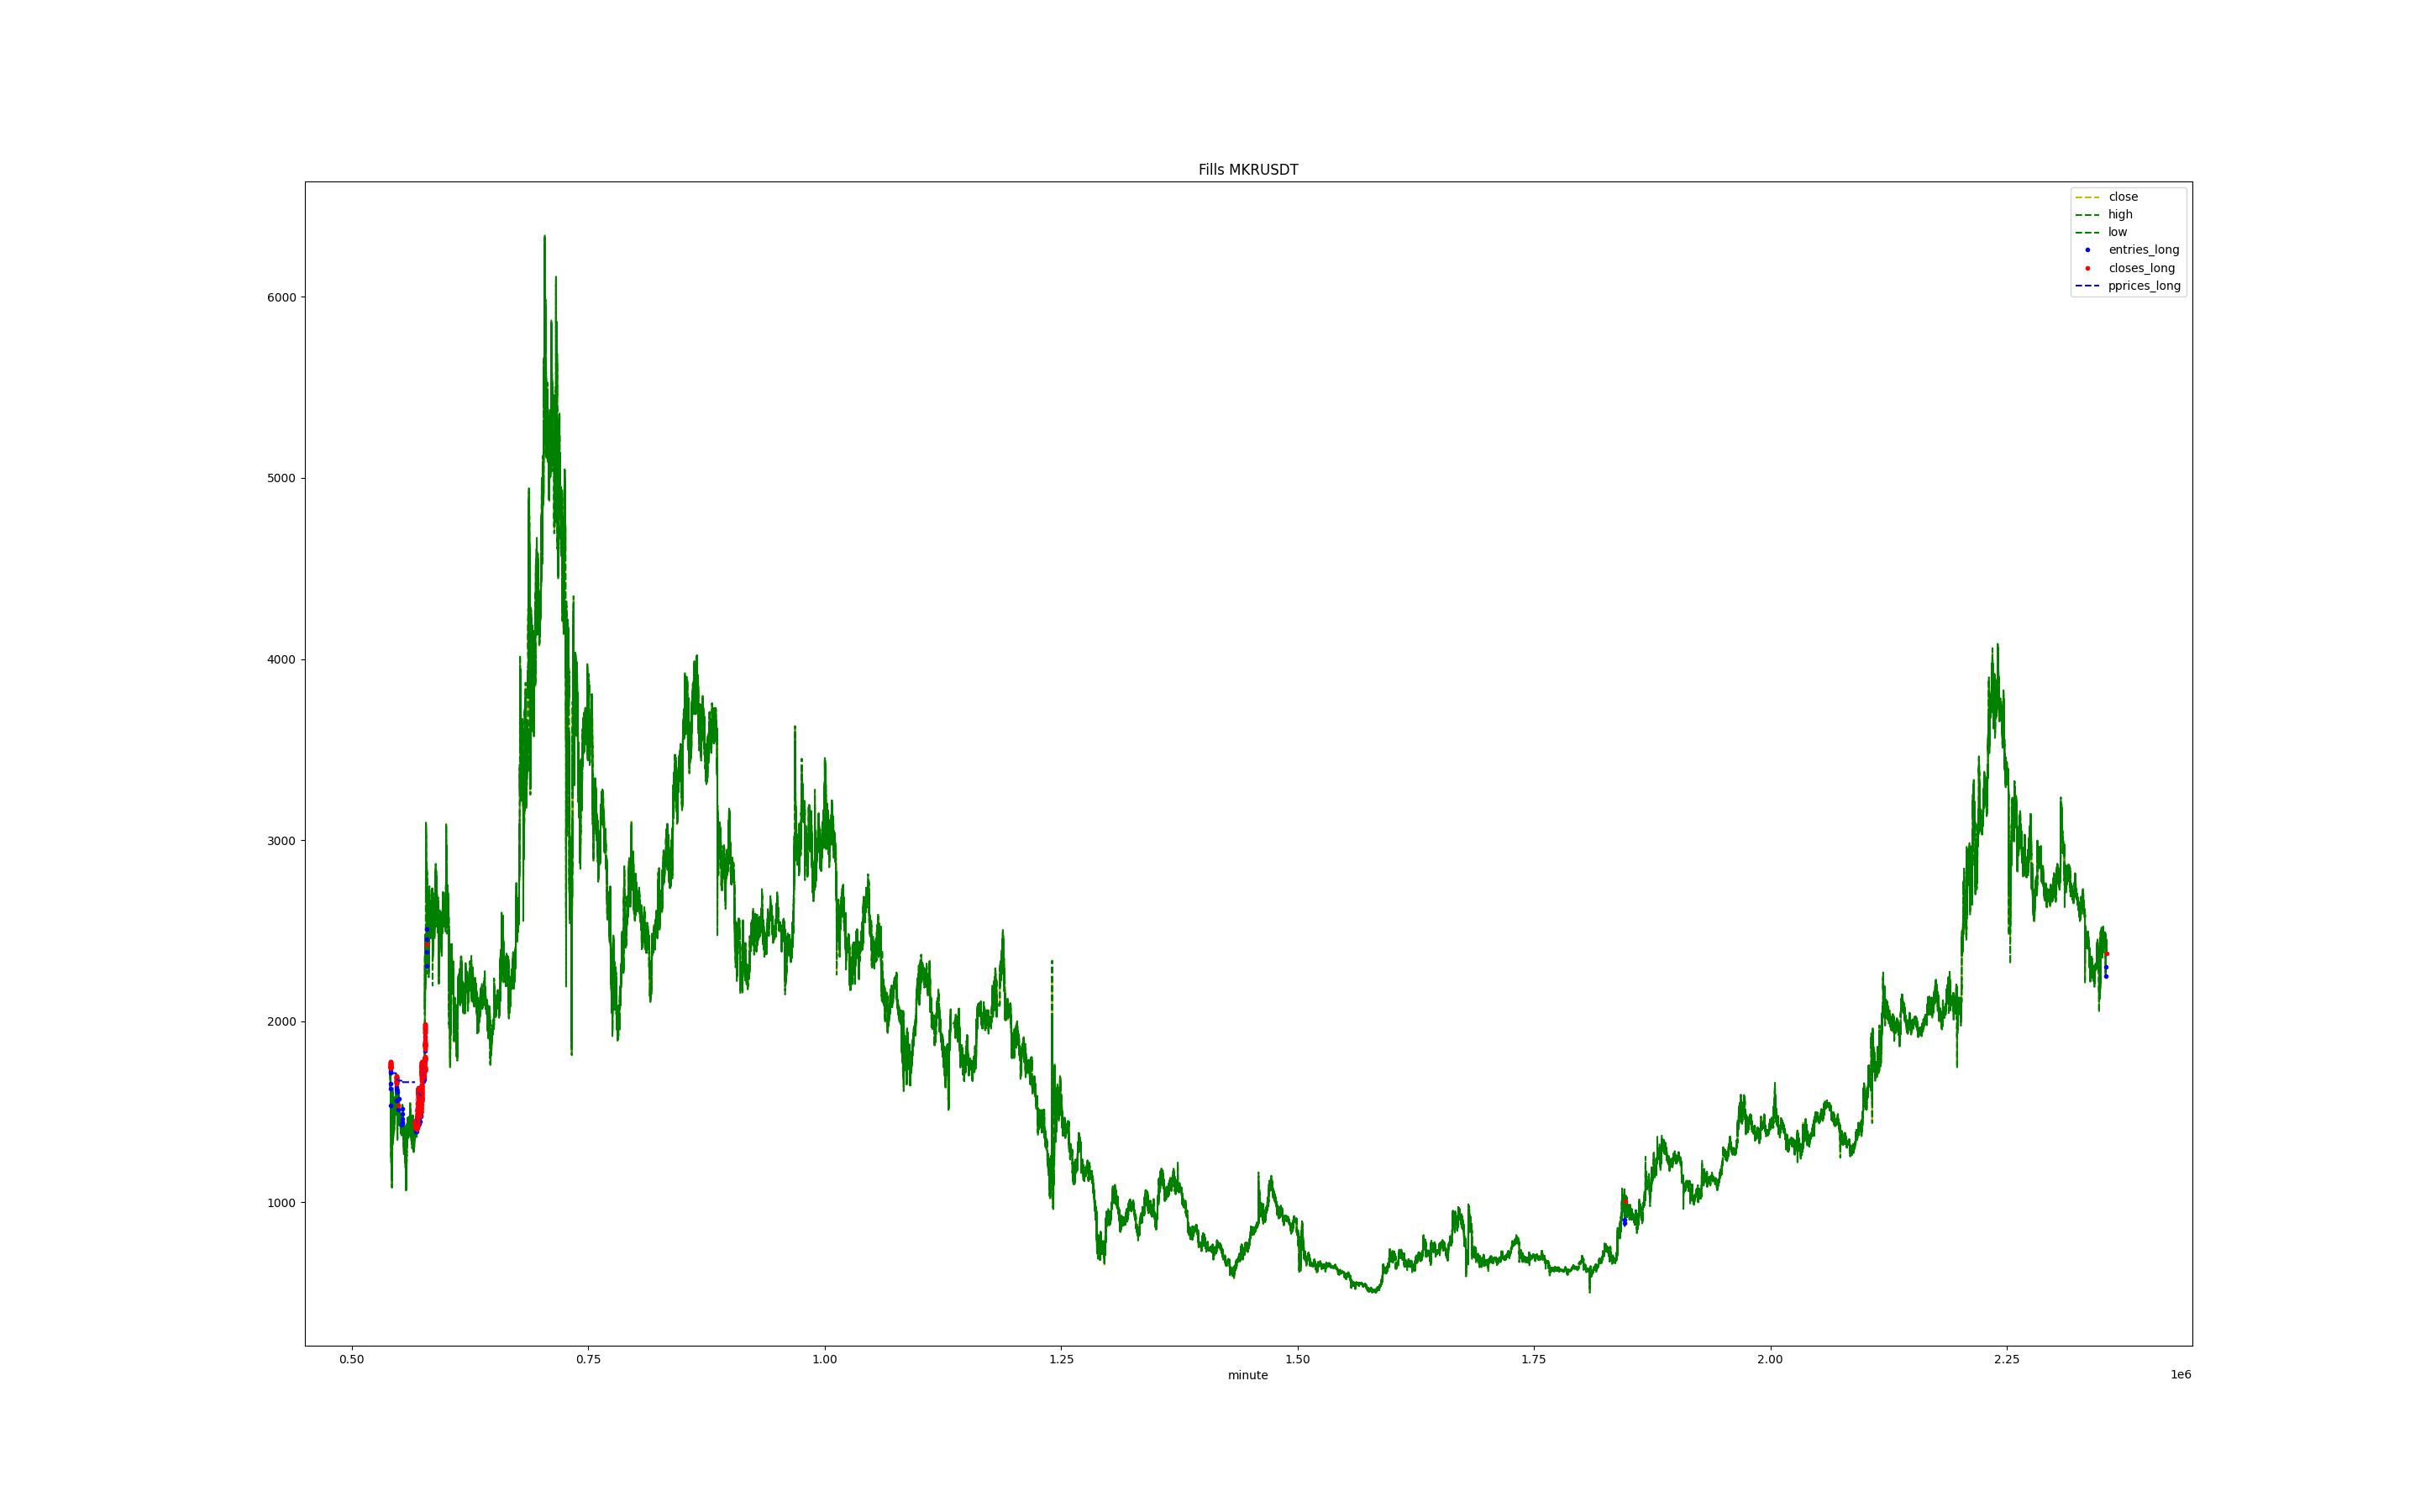 Fills MKRUSDT
close
high
low
entries_long
closes_long
pprices_long
6000
5000
4000
3000
2000
1000
0.50 0.75 1.00 1.25 1.50 1.75 2.00 2.25
minute
1e6